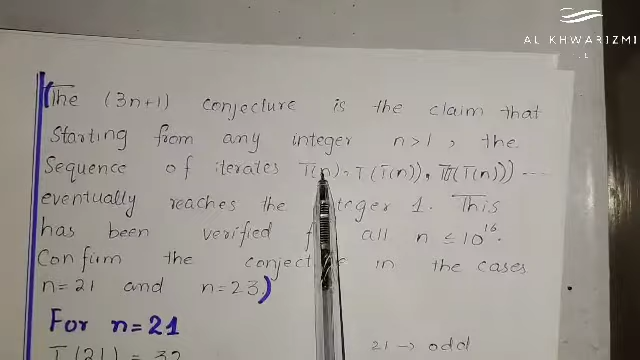 AL KHWARIZMI
(The (3n+1) conjecture is the claim that
Starting from any integer n>1, the
Sequence of iterates T(n), T(T(n)), T(T(T(n))) ----
eventually reaches the integer 1. This
has been verified for all n ≤ 10^16.
Confirm the conjecture in the cases
n=21 and n=23.)
For n=21
T(21) = 32 21 → odd